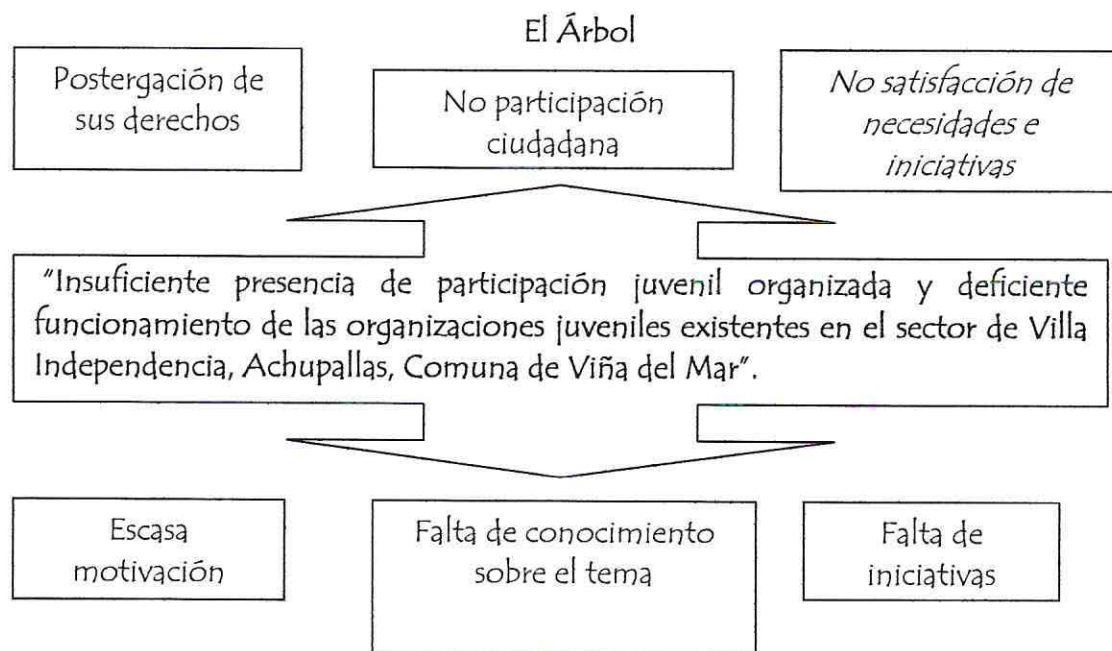 El Árbol
Postergación de
sus derechos
No participación
ciudadana
No satisfacción de
necesidades e
iniciativas
"Insuficiente presencia de participación juvenil organizada y deficiente
funcionamiento de las organizaciones juveniles existentes en el sector de Villa
Independencia, Achupallas, Comuna de Viña del Mar".
Escasa
motivación
Falta de conocimiento
sobre el tema
Falta de
iniciativas